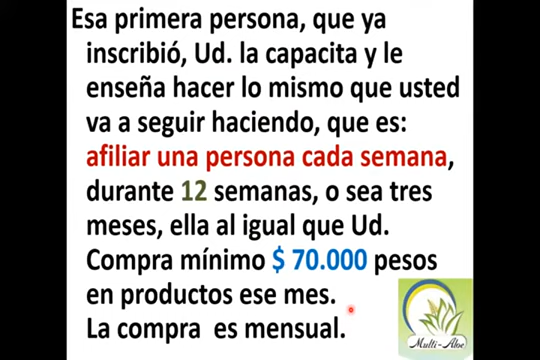 Esa primera persona, que ya
inscribió, Ud. la capacita y le
enseña hacer lo mismo que usted
va a seguir haciendo, que es:
afiliar una persona cada semana,
durante 12 semanas, o sea tres
meses, ella al igual que Ud.
Compra mínimo $ 70.000 pesos
en productos ese mes.
La compra es mensual.
Multi-Aloe